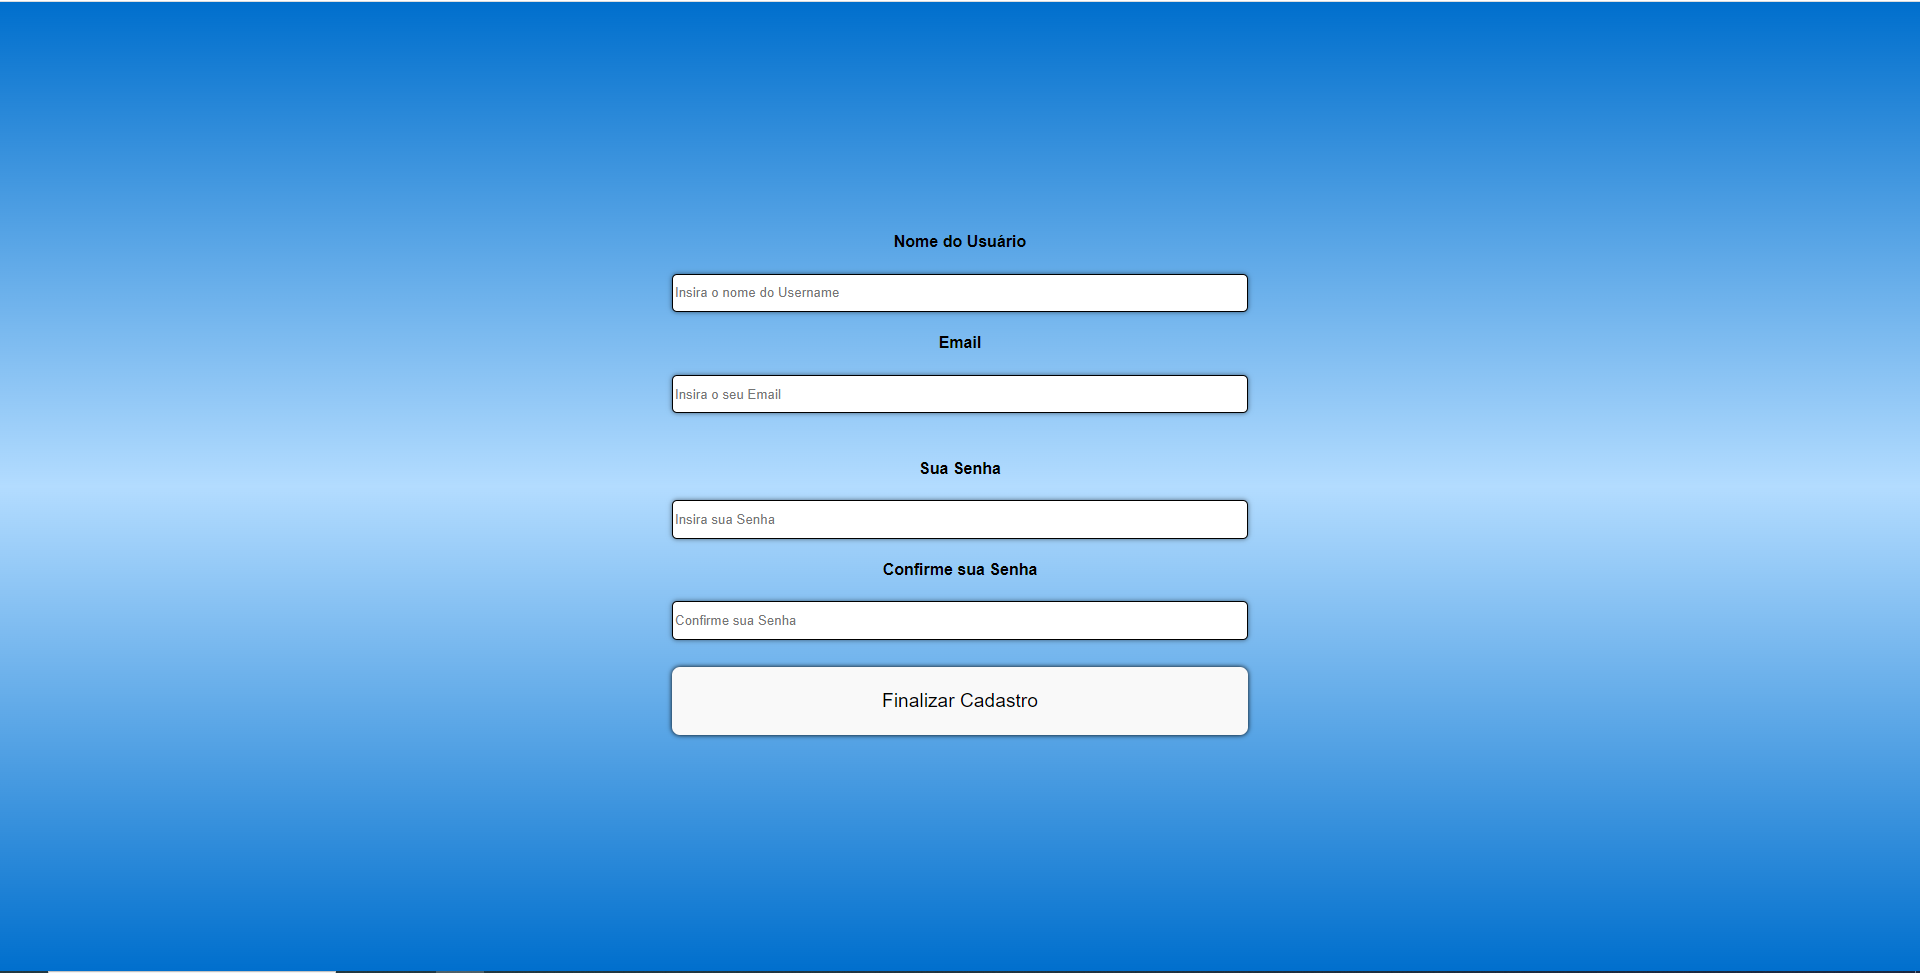 Nome do Usuário
Insira o nome do Username
Email
Insira o seu Email
Sua Senha
Insira sua Senha
Confirme sua Senha
Confirme sua Senha
Finalizar Cadastro